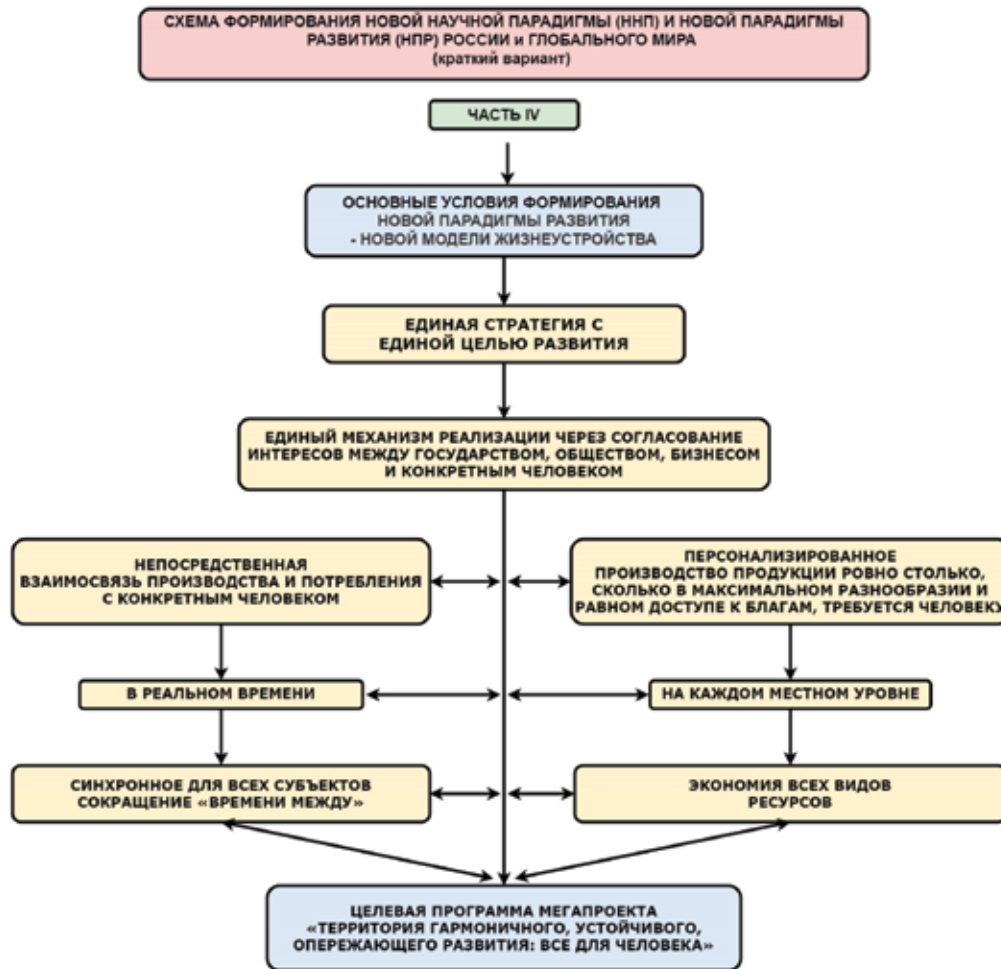 СХЕМА ФОРМИРОВАНИЯ НОВОЙ НАУЧНОЙ ПАРАДИГМЫ (ННП) И НОВОЙ ПАРАДИГМЫ
РАЗВИТИЯ (НПР) РОССИИ и ГЛОБАЛЬНОГО МИРА
(краткий вариант)
ЧАСТЬ IV
ОСНОВНЫЕ УСЛОВИЯ ФОРМИРОВАНИЯ
НОВОЙ ПАРАДИГМЫ РАЗВИТИЯ
- НОВОЙ МОДЕЛИ ЖИЗНЕУСТРОЙСТВА
ЕДИНАЯ СТРАТЕГИЯ С
ЕДИНОЙ ЦЕЛЬЮ РАЗВИТИЯ
ЕДИНЫЙ МЕХАНИЗМ РЕАЛИЗАЦИИ ЧЕРЕЗ СОГЛАСОВАНИЕ
ИНТЕРЕСОВ МЕЖДУ ГОСУДАРСТВОМ, ОБЩЕСТВОМ, БИЗНЕСОМ
И КОНКРЕТНЫМ ЧЕЛОВЕКОМ
НЕПОСРЕДСТВЕННАЯ
ВЗАИМОСВЯЗЬ ПРОИЗВОДСТВА И ПОТРЕБЛЕНИЯ
С КОНКРЕТНЫМ ЧЕЛОВЕКОМ
ПЕРСОНАЛИЗИРОВАННОЕ
ПРОИЗВОДСТВО ПРОДУКЦИИ РОВНО СТОЛЬКО,
СКОЛЬКО В МАКСИМАЛЬНОМ РАЗНООБРАЗИИ И
РАВНОМ ДОСТУПЕ К БЛАГАМ, ТРЕБУЕТСЯ ЧЕЛОВЕКУ
В РЕАЛЬНОМ ВРЕМЕНИ
НА КАЖДОМ МЕСТНОМ УРОВНЕ
СИНХРОННОЕ ДЛЯ ВСЕХ СУБЪЕКТОВ
СОКРАЩЕНИЕ «ВРЕМЕНИ МЕЖДУ»
ЭКОНОМИЯ ВСЕХ ВИДОВ
РЕСУРСОВ
ЦЕЛЕВАЯ ПРОГРАММА МЕГАПРОЕКТА
«ТЕРРИТОРИЯ ГАРМОНИЧНОГО, УСТОЙЧИВОГО,
ОПЕРЕЖАЮЩЕГО РАЗВИТИЯ: ВСЕ ДЛЯ ЧЕЛОВЕКА»